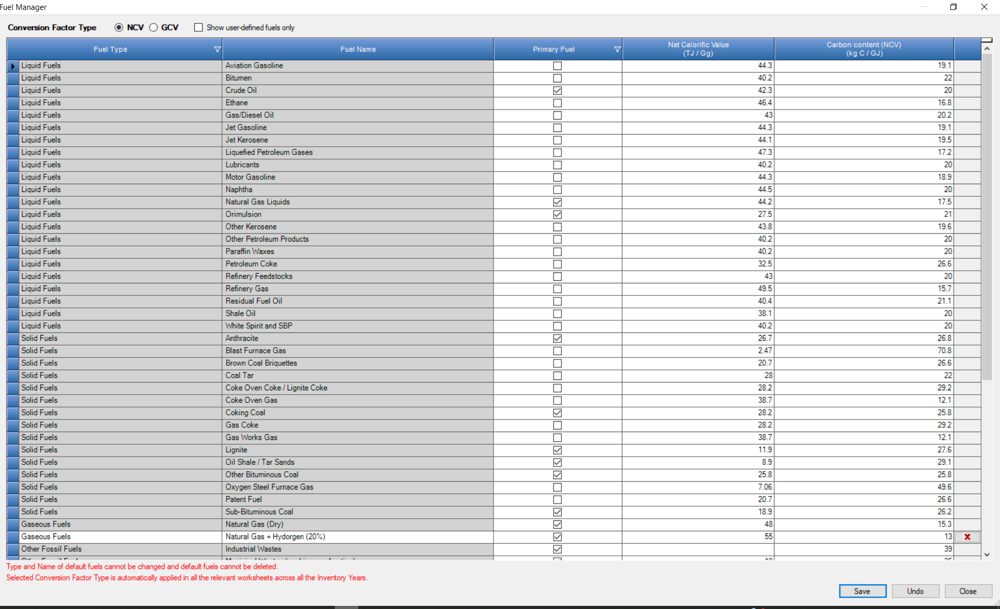 Fuel Manager
Conversion Factor Type NCV GCV Show user-defined fuels only
Fuel Type Fuel Name Primary Fuel Net Calorific Value (TJ / Gg) Carbon content (NCV) (kg C / GJ)
Liquid Fuels Aviation Gasoline 44.3 19.1
Liquid Fuels Bitumen 40.2 22
Liquid Fuels Crude Oil 42.3 20
Liquid Fuels Ethane 46.4 16.8
Liquid Fuels Gas/Diesel Oil 43 20.2
Liquid Fuels Jet Gasoline 44.3 19.1
Liquid Fuels Jet Kerosene 44.1 19.5
Liquid Fuels Liquefied Petroleum Gases 47.3 17.2
Liquid Fuels Lubricants 40.2 20
Liquid Fuels Motor Gasoline 44.3 18.9
Liquid Fuels Naphtha 44.5 20
Liquid Fuels Natural Gas Liquids 44.2 17.5
Liquid Fuels Orimulsion 27.5 21
Liquid Fuels Other Kerosene 43.8 19.6
Liquid Fuels Other Petroleum Products 40.2 20
Liquid Fuels Paraffin Waxes 40.2 20
Liquid Fuels Petroleum Coke 32.5 26.6
Liquid Fuels Refinery Feedstocks 43 20
Liquid Fuels Refinery Gas 49.5 15.7
Liquid Fuels Residual Fuel Oil 40.4 21.1
Liquid Fuels Shale Oil 38.1 20
Liquid Fuels White Spirit and SBP 40.2 20
Solid Fuels Anthracite 26.7 26.8
Solid Fuels Blast Furnace Gas 2.47 70.8
Solid Fuels Brown Coal Briquettes 20.7 26.6
Solid Fuels Coal Tar 28 22
Solid Fuels Coke Oven Coke / Lignite Coke 28.2 29.2
Solid Fuels Coke Oven Gas 38.7 12.1
Solid Fuels Coking Coal 28.2 25.8
Solid Fuels Gas Coke 28.2 29.2
Solid Fuels Gas Works Gas 38.7 12.1
Solid Fuels Lignite 11.9 27.6
Solid Fuels Oil Shale / Tar Sands 8.9 29.1
Solid Fuels Other Bituminous Coal 25.8 25.8
Solid Fuels Oxygen Steel Furnace Gas 7.06 49.6
Solid Fuels Patent Fuel 20.7 26.6
Solid Fuels Sub-Bituminous Coal 18.9 26.2
Gaseous Fuels Natural Gas (Dry) 48 15.3
Gaseous Fuels Natural Gas + Hydorgen (20%) 55 13
Other Fossil Fuels Industrial Wastes 39
Type and Name of default fuels cannot be changed and default fuels cannot be deleted.
Selected Conversion Factor Type is automatically applied in all the relevant worksheets across all the Inventory Years.
Save Undo Close